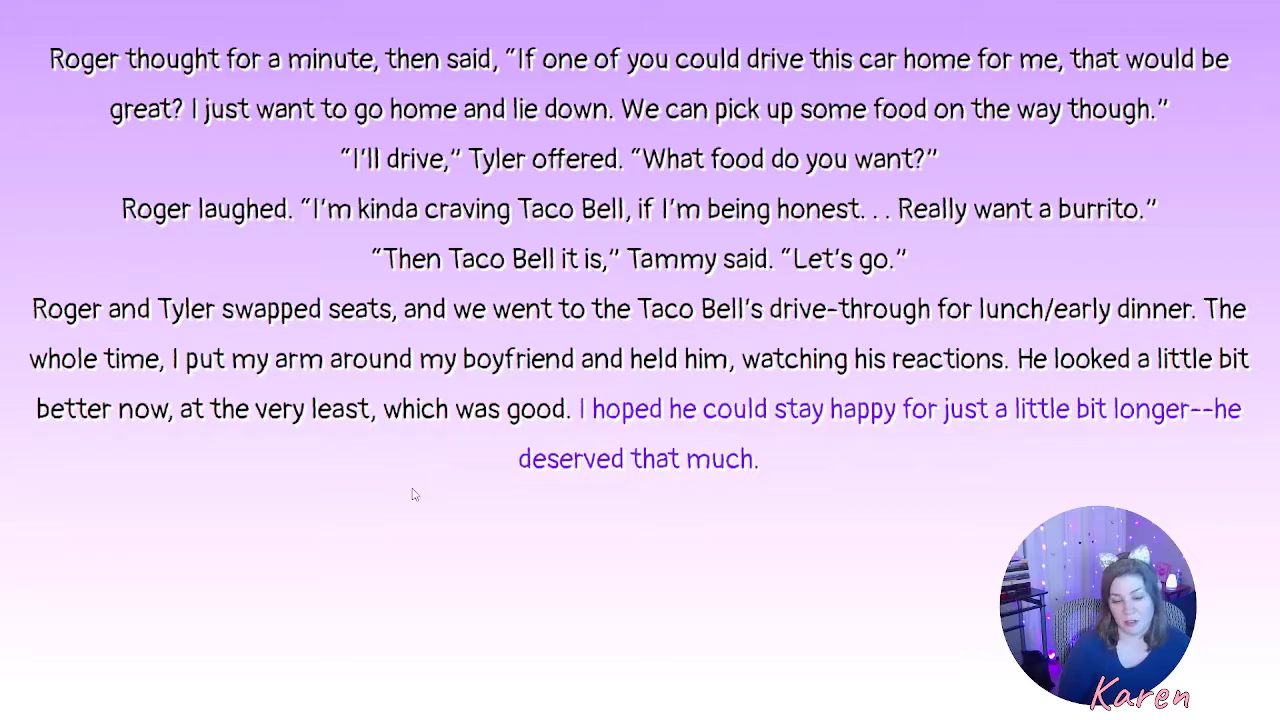 Roger thought for a minute, then said, “If one of you could drive this car home for me, that would be
great? I just want to go home and lie down. We can pick up some food on the way though.”
“I’ll drive,” Tyler offered. “What food do you want?”
Roger laughed. “I’m kinda craving Taco Bell, if I’m being honest. . . Really want a burrito.”
“Then Taco Bell it is,” Tammy said. “Let’s go.”
Roger and Tyler swapped seats, and we went to the Taco Bell’s drive-through for lunch/early dinner. The
whole time, I put my arm around my boyfriend and held him, watching his reactions. He looked a little bit
better now, at the very least, which was good. I hoped he could stay happy for just a little bit longer--he
deserved that much.
Karen